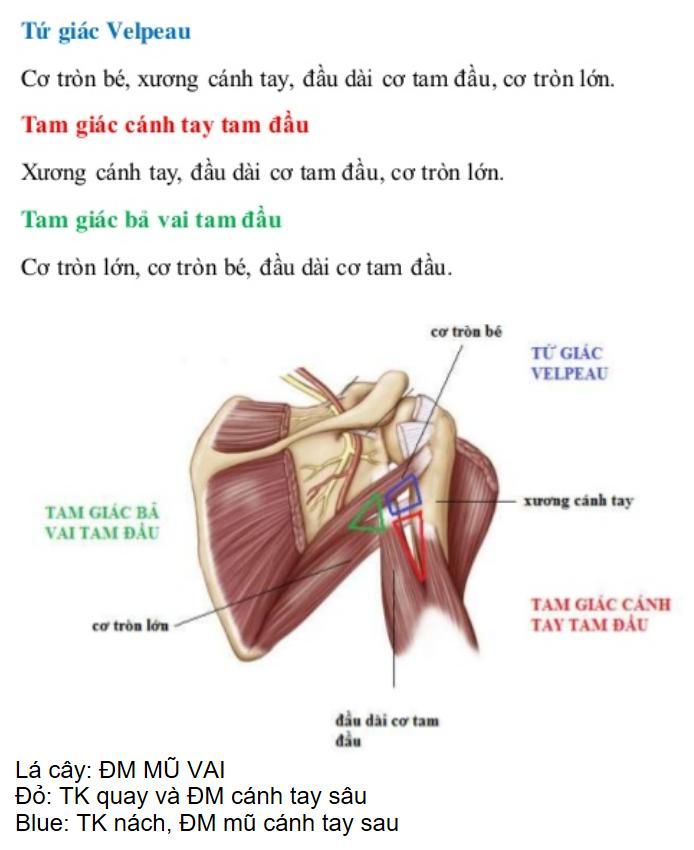 Tứ giác Velpeau
Cơ tròn bé, xương cánh tay, đầu dài cơ tam đầu, cơ tròn lớn.
Tam giác cánh tay tam đầu
Xương cánh tay, đầu dài cơ tam đầu, cơ tròn lớn.
Tam giác bả vai tam đầu
Cơ tròn lớn, cơ tròn bé, đầu dài cơ tam đầu.
cơ tròn bé
TỨ GIÁC
VELPEAU
xương cánh tay
TAM GIÁC BẢ
VAI TAM ĐẦU
TAM GIÁC CÁNH
TAY TAM ĐẦU
cơ tròn lớn
đầu dài cơ tam
đầu
Lá cây: ĐM MŨ VAI
Đỏ: TK quay và ĐM cánh tay sâu
Blue: TK nách, ĐM mũ cánh tay sau